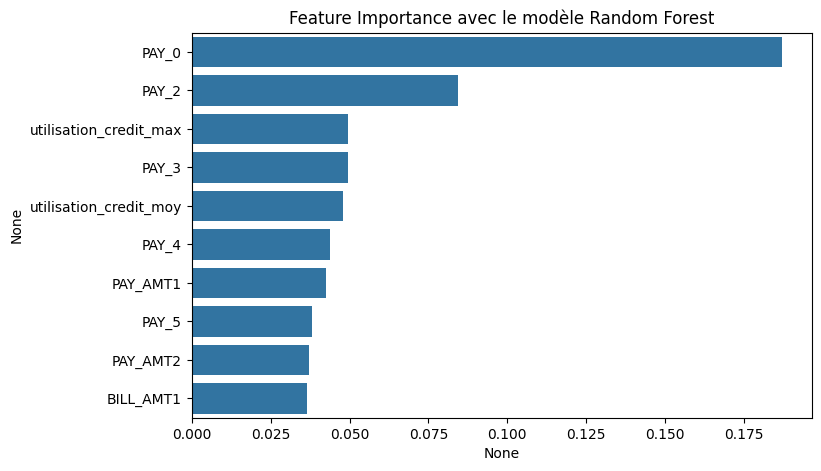 Feature Importance avec le modèle Random Forest
PAY_0
PAY_2
utilisation_credit_max
PAY_3
utilisation_credit_moy
PAY_4
PAY_AMT1
PAY_5
PAY_AMT2
BILL_AMT1
None
0.000 0.025 0.050 0.075 0.100 0.125 0.150 0.175
None